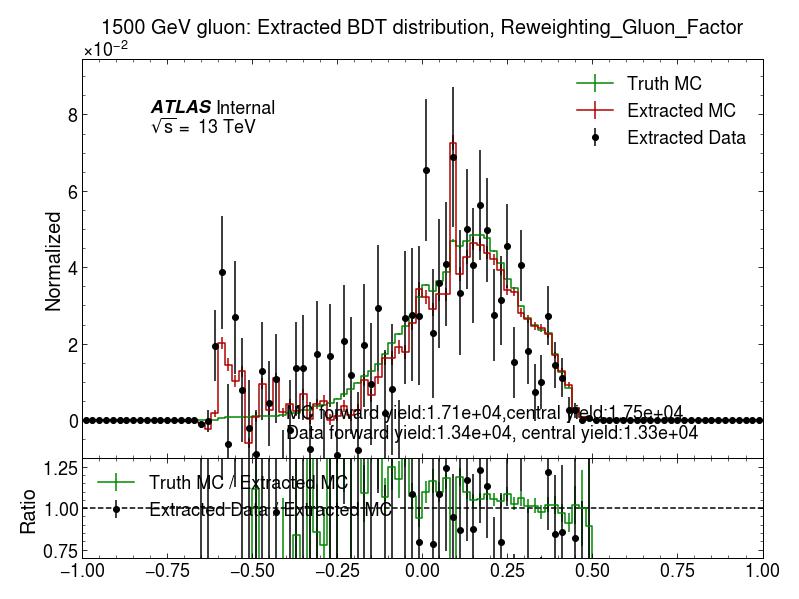 1500 GeV gluon: Extracted BDT distribution, Reweighting_Gluon_Factor
×10⁻²
ATLAS Internal
√s = 13 TeV
Truth MC
Extracted MC
Extracted Data
Normalized
8
6
4
2
0
MC forward yield:1.71e+04,central yield:1.75e+04
Data forward yield:1.34e+04, central yield:1.33e+04
Ratio
1.25
1.00
0.75
Truth MC / Extracted MC
Extracted Data / Extracted MC
−1.00 −0.75 −0.50 −0.25 0.00 0.25 0.50 0.75 1.00